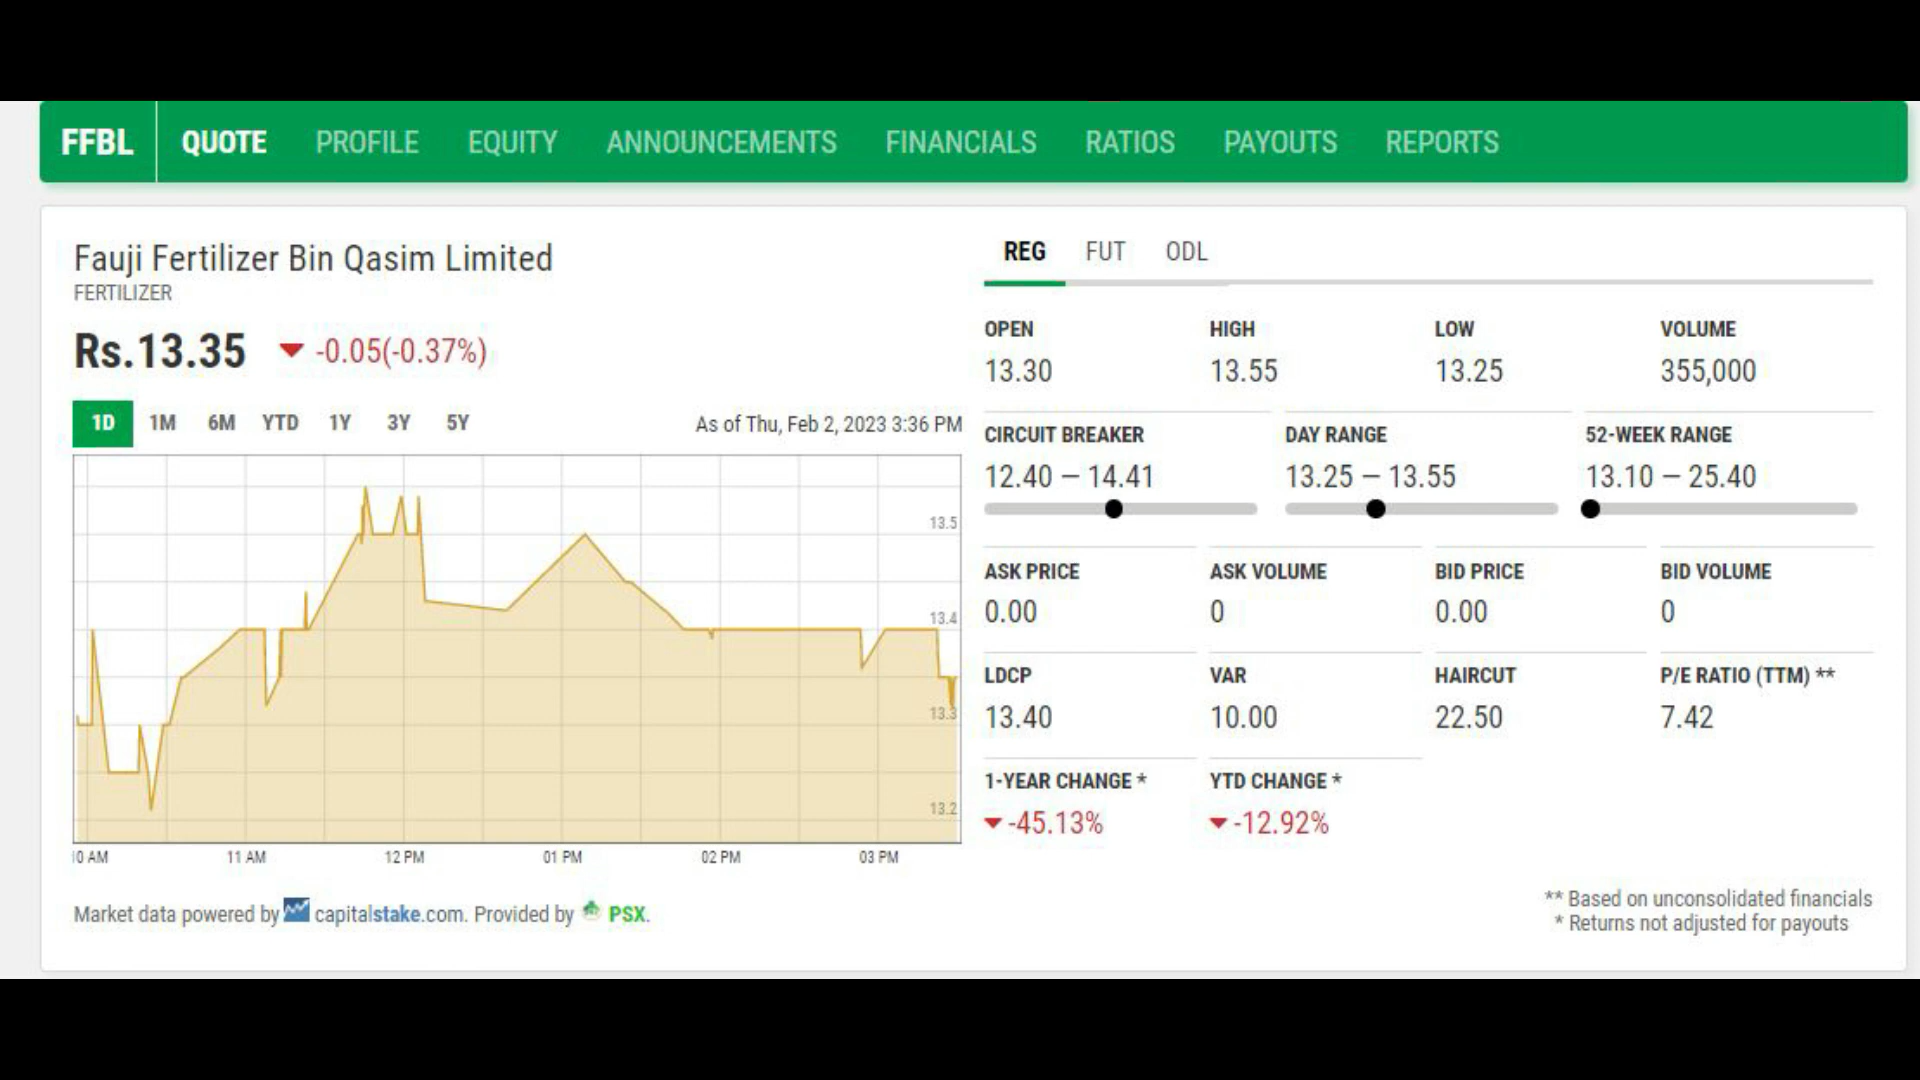 FFBL QUOTE PROFILE EQUITY ANNOUNCEMENTS FINANCIALS RATIOS PAYOUTS REPORTS
Fauji Fertilizer Bin Qasim Limited
FERTILIZER
Rs.13.35 -0.05(-0.37%)
1D 1M 6M YTD 1Y 3Y 5Y As of Thu, Feb 2, 2023 3:36 PM
13.5
13.4
13.3
13.2
0 AM 11 AM 12 PM 01 PM 02 PM 03 PM
Market data powered by capitalstake.com. Provided by PSX.
REG FUT ODL
OPEN HIGH LOW VOLUME
13.30 13.55 13.25 355,000
CIRCUIT BREAKER DAY RANGE 52-WEEK RANGE
12.40 — 14.41 13.25 — 13.55 13.10 — 25.40
ASK PRICE ASK VOLUME BID PRICE BID VOLUME
0.00 0 0.00 0
LDCP VAR HAIRCUT P/E RATIO (TTM) **
13.40 10.00 22.50 7.42
1-YEAR CHANGE * YTD CHANGE *
-45.13% -12.92%
** Based on unconsolidated financials
* Returns not adjusted for payouts